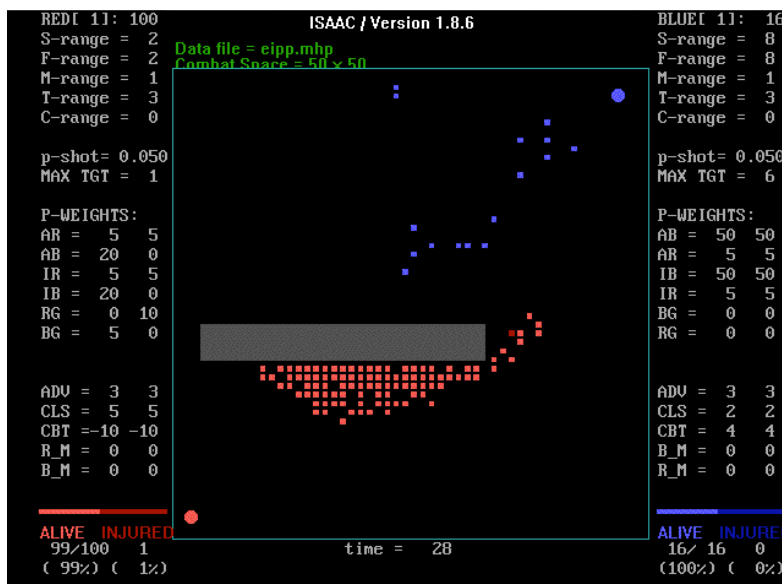 RED[ 1]: 100
S-range = 2
F-range = 2
M-range = 1
T-range = 3
C-range = 0
p-shot= 0.050
MAX TGT = 1
P-WEIGHTS:
AR = 5 5
AB = 20 0
IR = 5 5
IB = 20 0
RG = 0 10
BG = 5 0
ADV = 3 3
CLS = 5 5
CBT =-10 -10
R_M = 0 0
B_M = 0 0
ALIVE INJURED
99/100 1
( 99%) ( 1%)
ISAAC / Version 1.8.6
Data file = eipp.mhp
Combat Space = 50 x 50
time = 28
BLUE[ 1]: 16
S-range = 8
F-range = 8
M-range = 1
T-range = 3
C-range = 0
p-shot= 0.050
MAX TGT = 6
P-WEIGHTS:
AB = 50 50
AR = 5 5
IB = 50 50
IR = 5 5
BG = 0 0
RG = 0 0
ADV = 3 3
CLS = 2 2
CBT = 4 4
B_M = 0 0
R_M = 0 0
ALIVE INJURE
16/ 16 0
(100%) ( 0%)